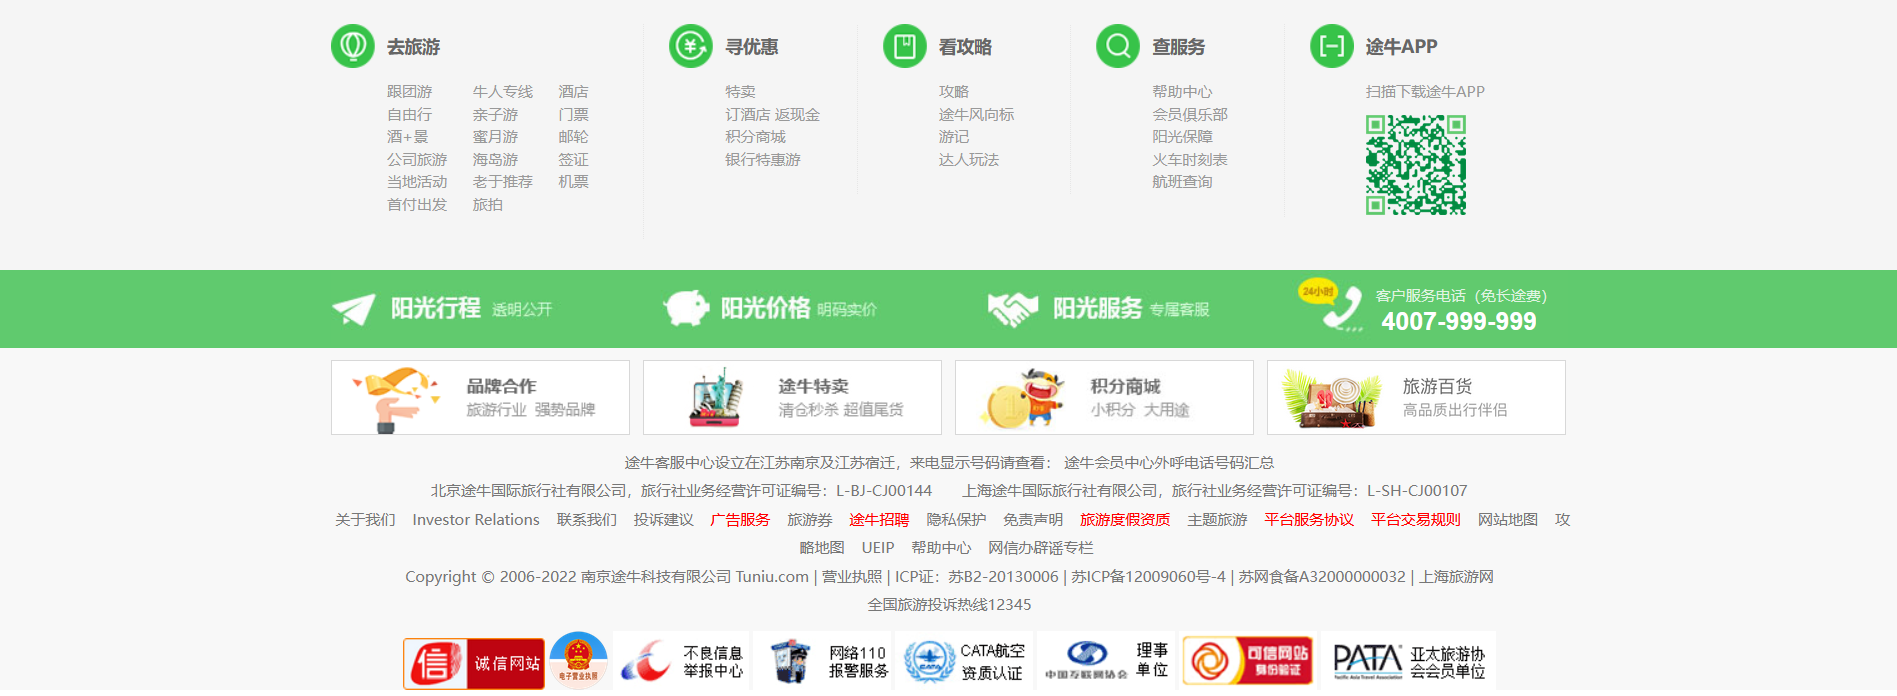 去旅游
跟团游 牛人专线 酒店
自由行 亲子游 门票
酒+景 蜜月游 邮轮
公司旅游 海岛游 签证
当地活动 老于推荐 机票
首付出发 旅拍
寻优惠
特卖
订酒店 返现金
积分商城
银行特惠游
看攻略
攻略
途牛风向标
游记
达人玩法
查服务
帮助中心
会员俱乐部
阳光保障
火车时刻表
航班查询
途牛APP
扫描下载途牛APP
阳光行程 透明公开
阳光价格 明码实价
阳光服务 专属客服
24小时
客户服务电话（免长途费）
4007-999-999
品牌合作
旅游行业 强势品牌
途牛特卖
清仓秒杀 超值尾货
积分商城
小积分 大用途
旅游百货
高品质出行伴侣
途牛客服中心设立在江苏南京及江苏宿迁，来电显示号码请查看： 途牛会员中心外呼电话号码汇总
北京途牛国际旅行社有限公司，旅行社业务经营许可证编号：L-BJ-CJ00144 上海途牛国际旅行社有限公司，旅行社业务经营许可证编号：L-SH-CJ00107
关于我们 Investor Relations 联系我们 投诉建议 广告服务 旅游券 途牛招聘 隐私保护 免责声明 旅游度假资质 主题旅游 平台服务协议 平台交易规则 网站地图 攻
略地图 UEIP 帮助中心 网信办辟谣专栏
Copyright © 2006-2022 南京途牛科技有限公司 Tuniu.com | 营业执照 | ICP证：苏B2-20130006 | 苏ICP备12009060号-4 | 苏网食备A32000000032 | 上海旅游网
全国旅游投诉热线12345
信 诚信网站
电子营业执照
不良信息
举报中心
网络110
报警服务
CATA航空
资质认证
中国互联网协会
理事
单位
可信网站
身份验证
PATA
Pacific Asia Travel Association
亚太旅游协
会会员单位